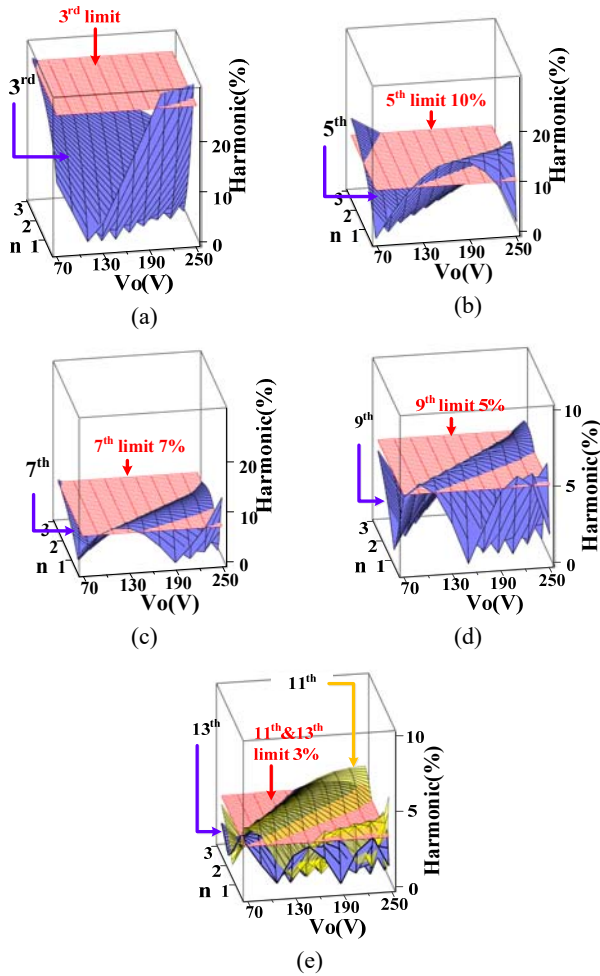 3rd limit
3rd
Harmonic(%)
20
10
0
3
2
n 1
70 130 190 250
Vo(V)
(a)
5th limit 10%
5th
Harmonic(%)
20
10
0
3
2
n 1
70 130 190 250
Vo(V)
(b)
7th limit 7%
7th
Harmonic(%)
20
10
0
3
2
n 1
70 130 190 250
Vo(V)
(c)
9th limit 5%
9th
Harmonic(%)
10
5
0
3
2
n 1
70 130 190 250
Vo(V)
(d)
11th
13th
11th&13th
limit 3%
Harmonic(%)
10
5
0
3
2
n 1
70 130 190 250
Vo(V)
(e)